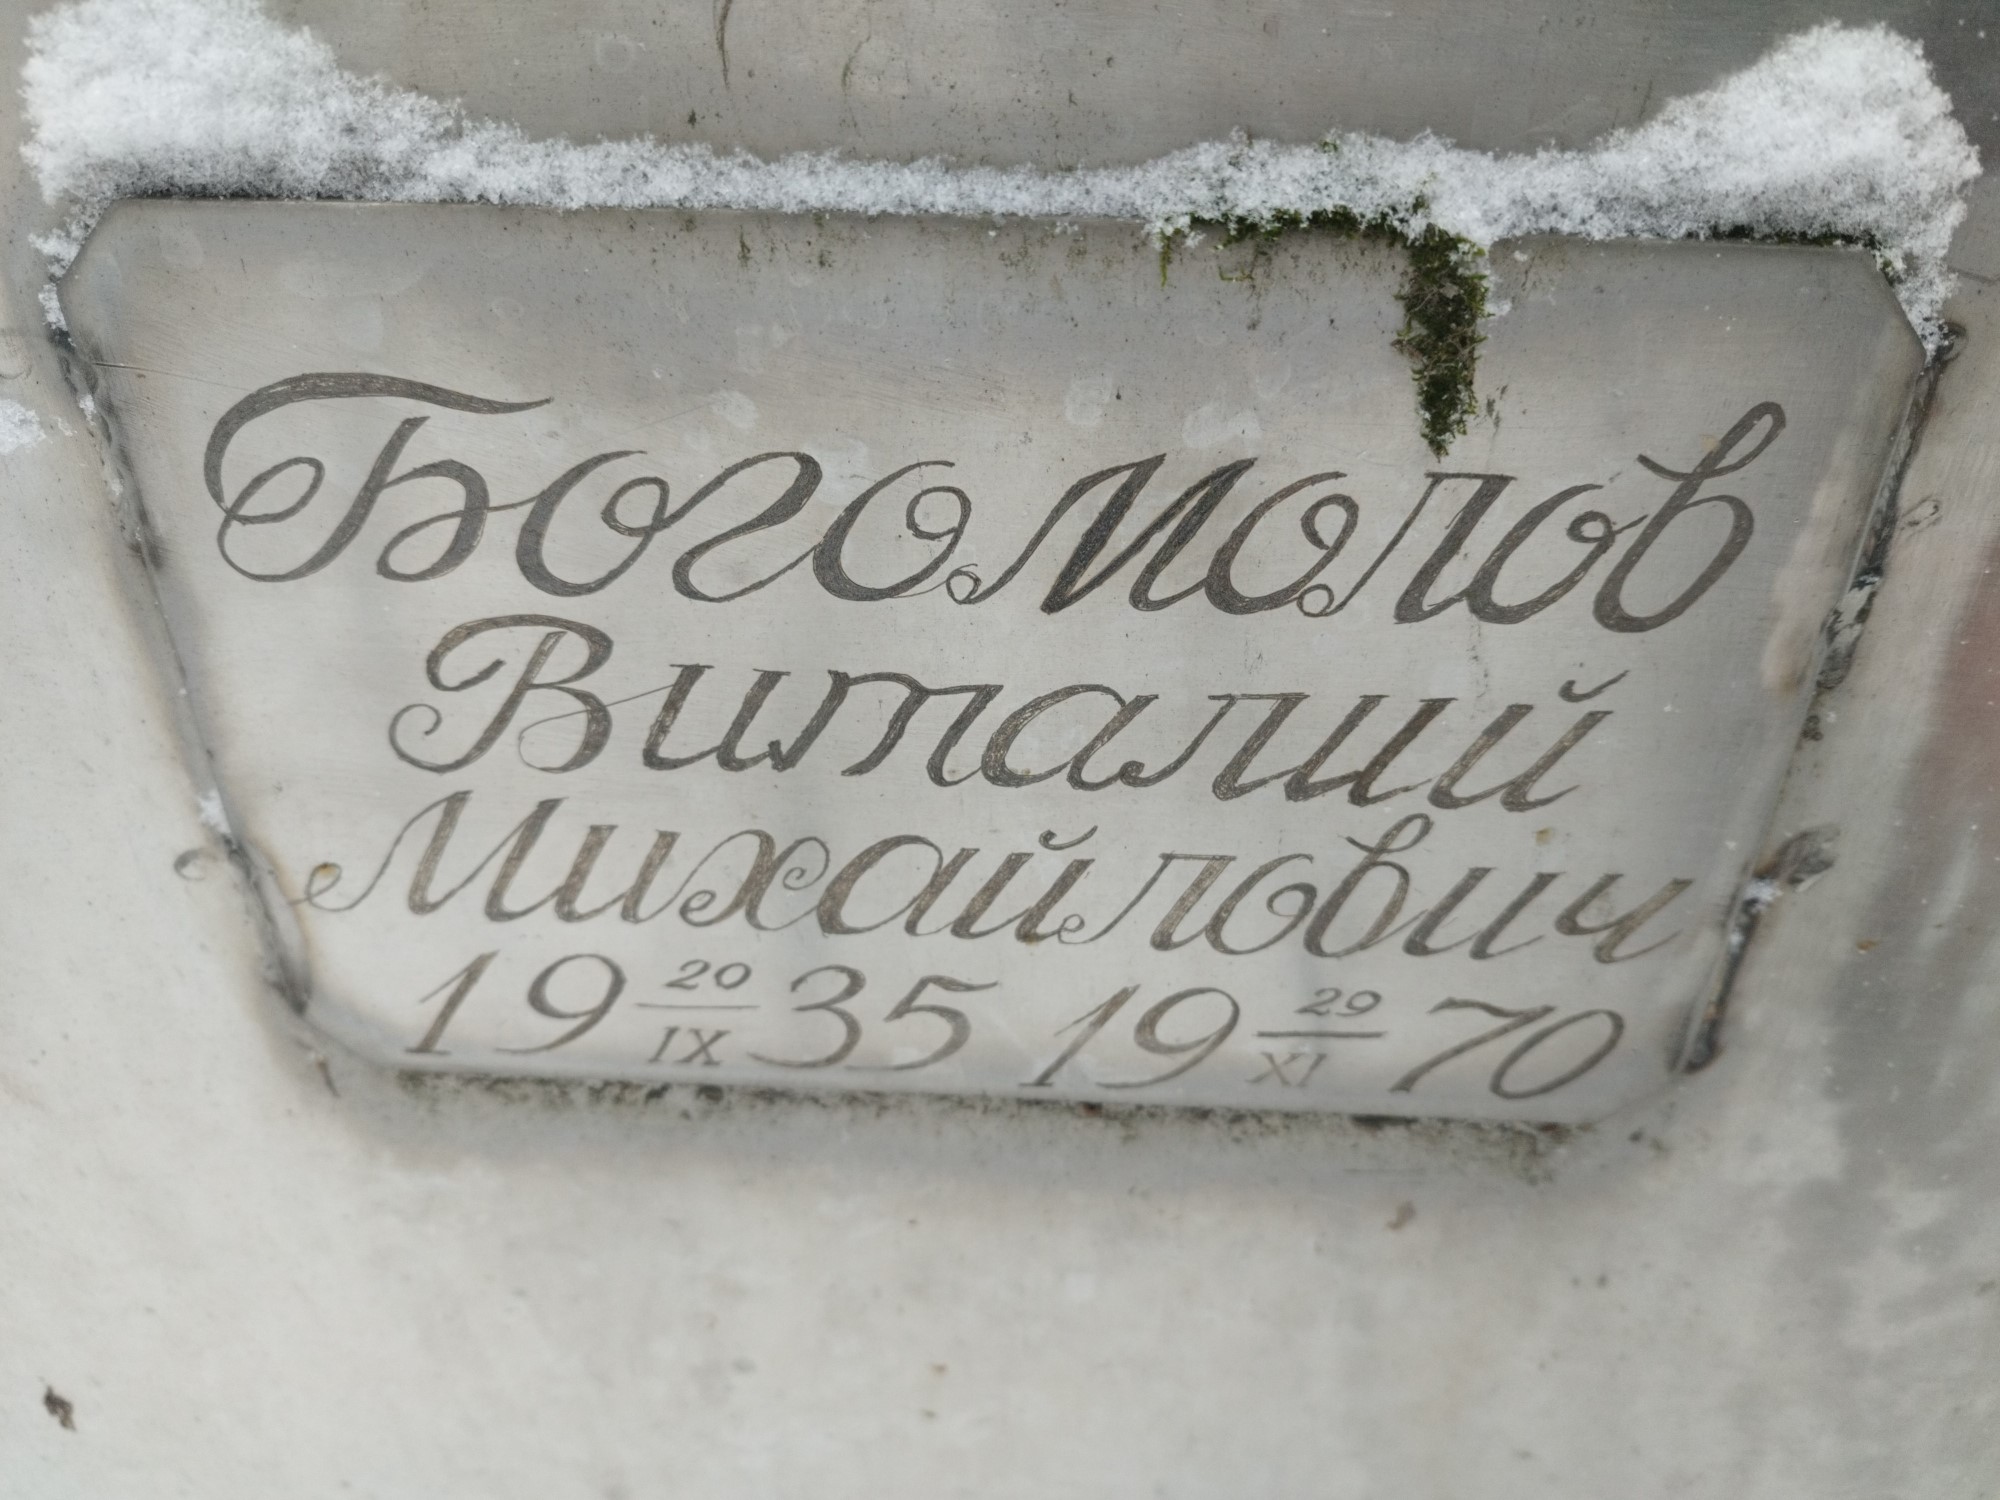 Богомолов
Виталий
Михайлович
19 20/IX 35 19 29/XI 70